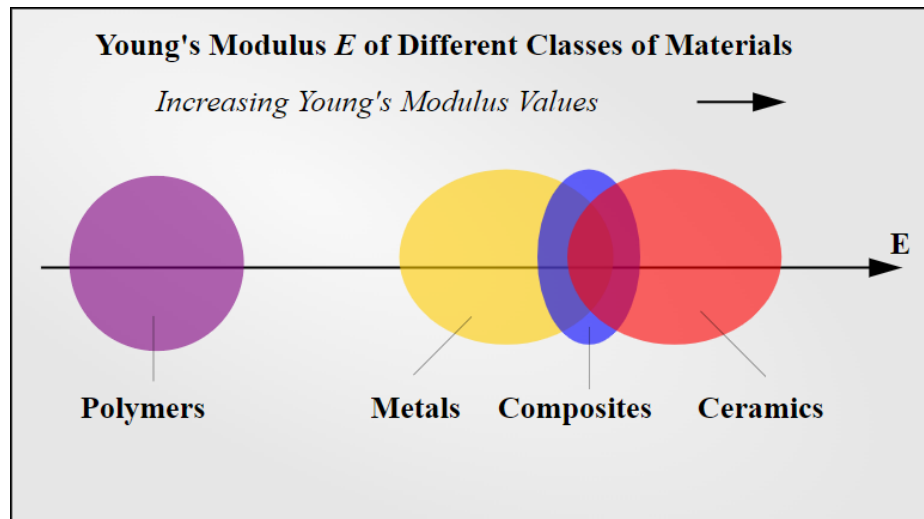 Young's Modulus E of Different Classes of Materials
Increasing Young's Modulus Values
E
Polymers
Metals
Composites
Ceramics